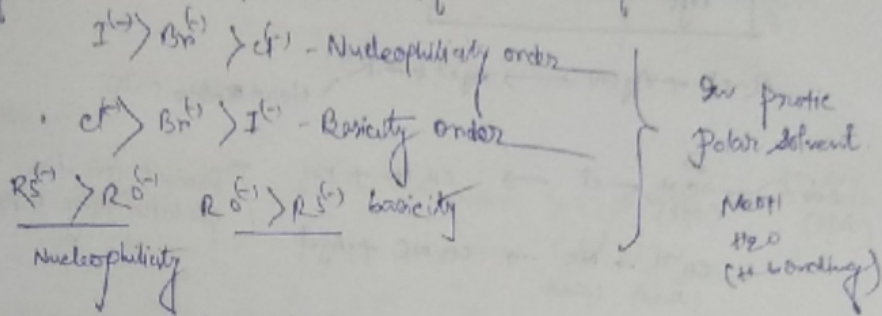 I⁽⁻⁾ > Br⁽⁻⁾ > Cl⁽⁻⁾ - Nucleophilicity order
Cl⁽⁻⁾ > Br⁽⁻⁾ > I⁽⁻⁾ - Basicity order
RS⁽⁻⁾ > RO⁽⁻⁾ RO⁽⁻⁾ > RS⁽⁻⁾ basicity
Nucleophilicity
In protic
Polar solvent.
MeOH
H₂O
(H bonding)